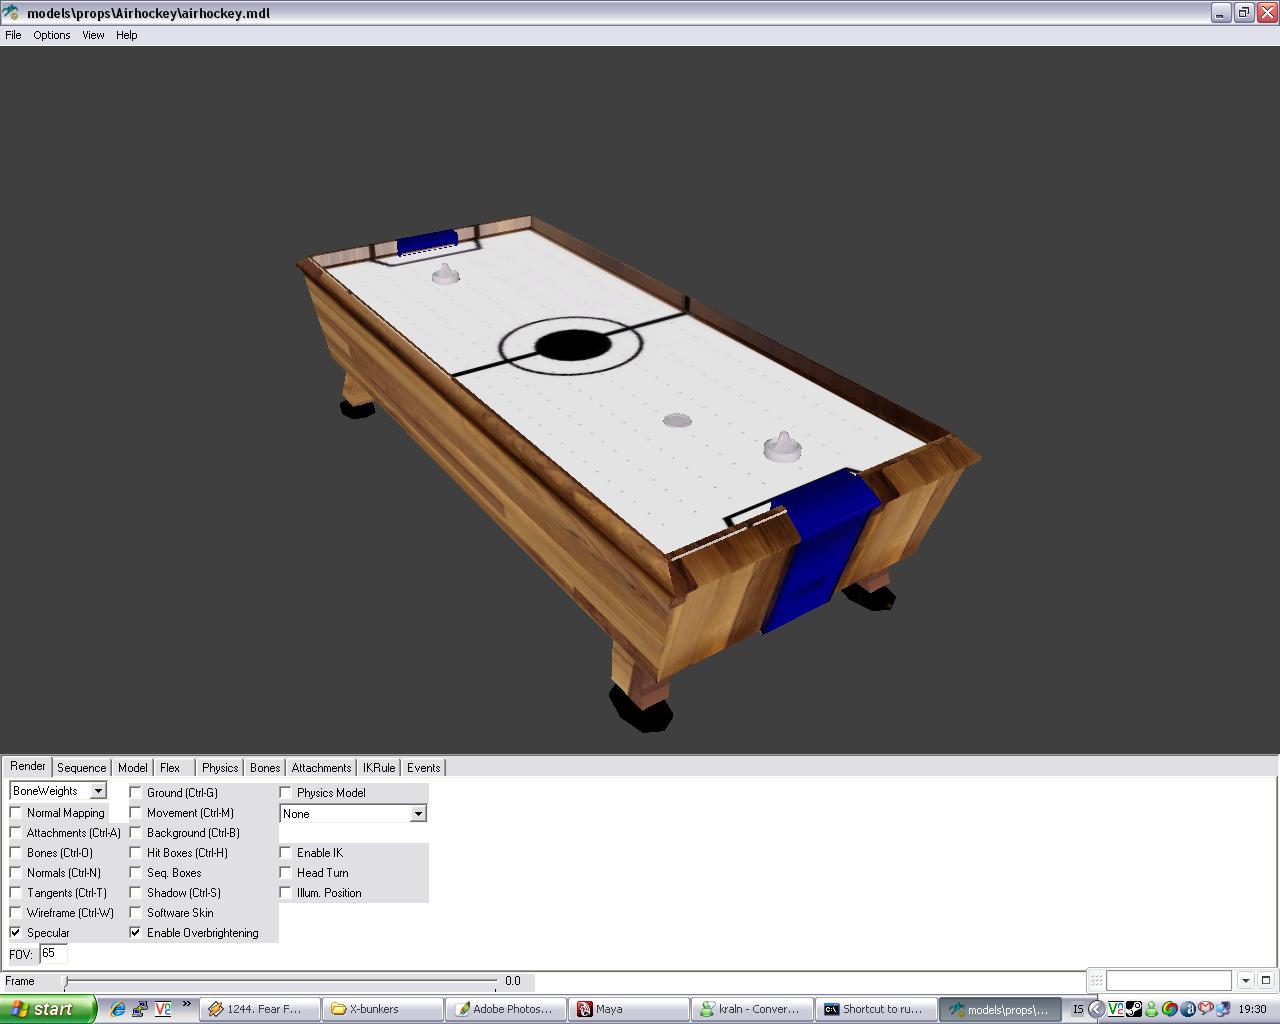 models\props\Airhockey\airhockey.mdl
File Options View Help
Render Sequence Model Flex Physics Bones Attachments IKRule Events
BoneWeights Ground (Ctrl-G) Physics Model
Normal Mapping Movement (Ctrl-M) None
Attachments (Ctrl-A) Background (Ctrl-B)
Bones (Ctrl-O) Hit Boxes (Ctrl-H) Enable IK
Normals (Ctrl-N) Seq. Boxes Head Turn
Tangents (Ctrl-T) Shadow (Ctrl-S) Illum. Position
Wireframe (Ctrl-W) Software Skin
Specular Enable Overbrightening
FOV: 65
Frame 0.0
start 1244. Fear F... X-bunkers Adobe Photos... Maya kraln - Conver... Shortcut to ru... models\props\... IS 19:30